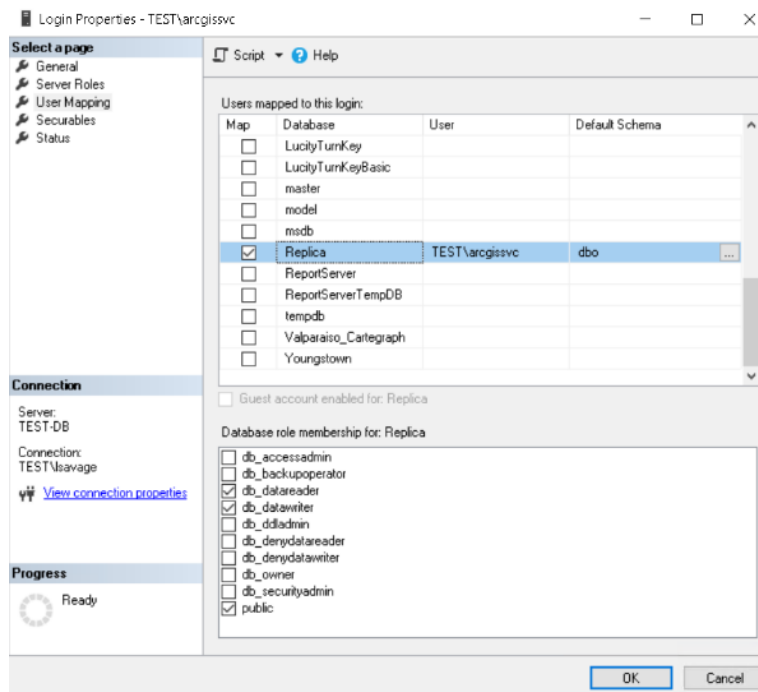 Login Properties - TEST\arcgissvc
Select a page
General
Server Roles
User Mapping
Securables
Status
Script
Help
Users mapped to this login:
Map Database User Default Schema
LucityTurnKey
LucityTurnKeyBasic
master
model
msdb
Replica TEST\arcgissvc dbo ...
ReportServer
ReportServerTempDB
tempdb
Valparaiso_Cartegraph
Youngstown
Guest account enabled for: Replica
Database role membership for: Replica
db_accessadmin
db_backupoperator
db_datareader
db_datawriter
db_ddladmin
db_denydatareader
db_denydatawriter
db_owner
db_securityadmin
public
Connection
Server:
TEST-DB
Connection:
TEST\lsavage
View connection properties
Progress
Ready
OK Cancel